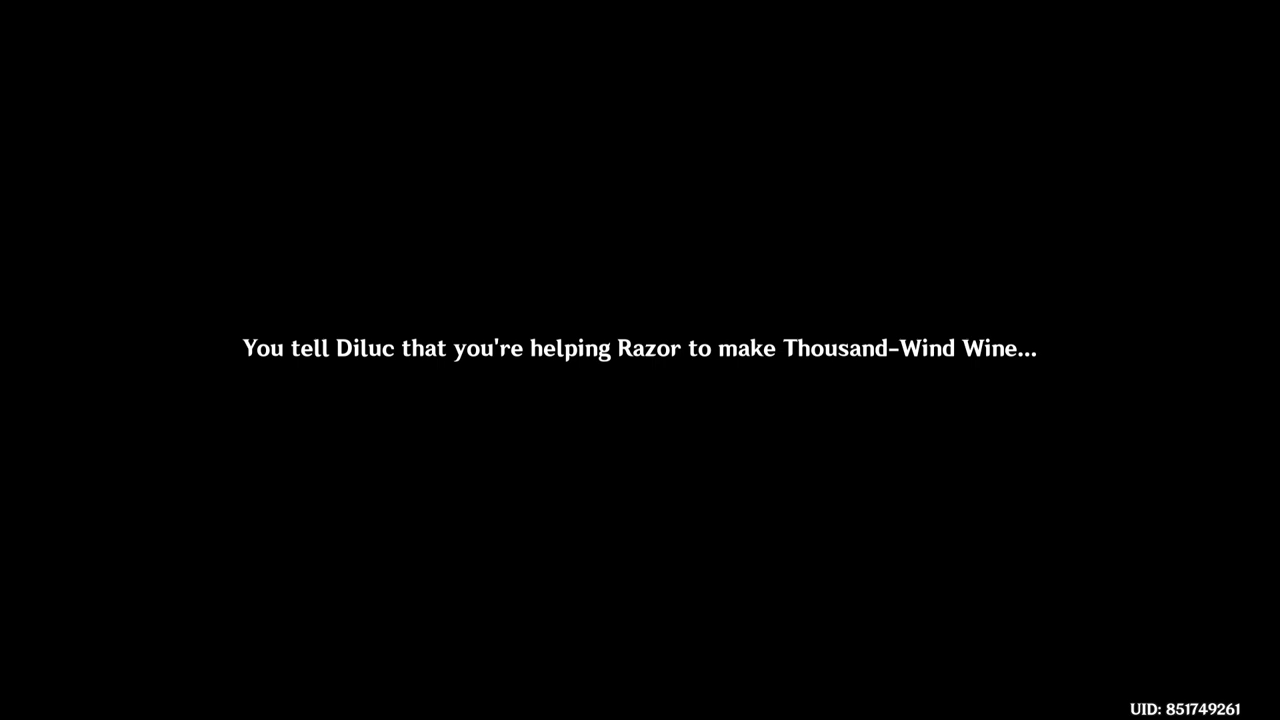 You tell Diluc that you're helping Razor to make Thousand-Wind Wine...
UID: 851749261